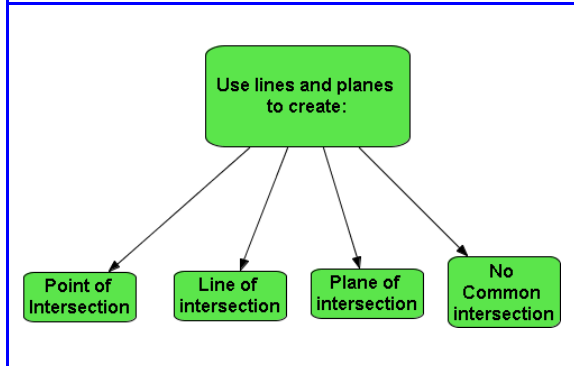 Use lines and planes
to create:
Point of
Intersection
Line of
intersection
Plane of
intersection
No
Common
intersection